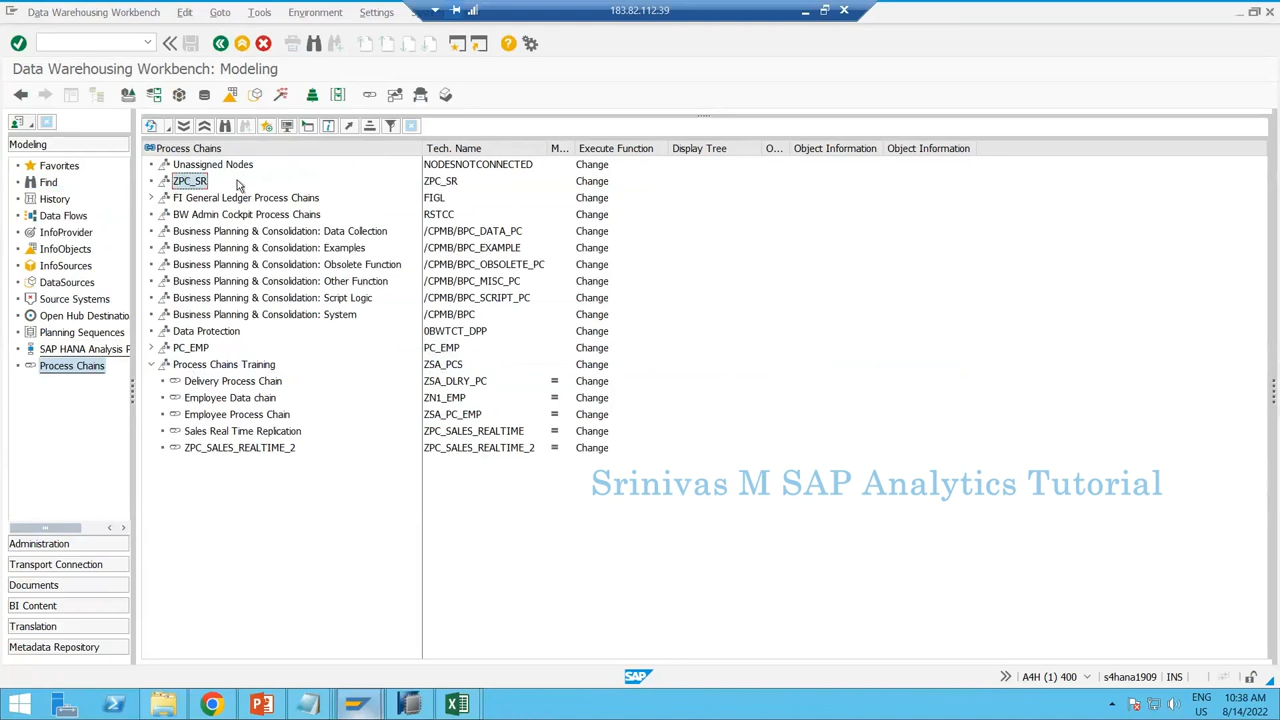 Data Warehousing Workbench Edit Goto Tools Environment Settings
183.82.112.39
Data Warehousing Workbench: Modeling
Modeling
Favorites
Find
History
Data Flows
InfoProvider
InfoObjects
InfoSources
DataSources
Source Systems
Open Hub Destinatio
Planning Sequences
SAP HANA Analysis P
Process Chains
Administration
Transport Connection
Documents
BI Content
Translation
Metadata Repository
Process Chains Tech. Name M... Execute Function Display Tree O... Object Information Object Information
Unassigned Nodes NODESNOTCONNECTED Change
ZPC_SR ZPC_SR Change
FI General Ledger Process Chains FIGL Change
BW Admin Cockpit Process Chains RSTCC Change
Business Planning & Consolidation: Data Collection /CPMB/BPC_DATA_PC Change
Business Planning & Consolidation: Examples /CPMB/BPC_EXAMPLE Change
Business Planning & Consolidation: Obsolete Function /CPMB/BPC_OBSOLETE_PC Change
Business Planning & Consolidation: Other Function /CPMB/BPC_MISC_PC Change
Business Planning & Consolidation: Script Logic /CPMB/BPC_SCRIPT_PC Change
Business Planning & Consolidation: System /CPMB/BPC Change
Data Protection 0BWTCT_DPP Change
PC_EMP PC_EMP Change
Process Chains Training ZSA_PCS Change
Delivery Process Chain ZSA_DLRY_PC = Change
Employee Data chain ZN1_EMP = Change
Employee Process Chain ZSA_PC_EMP = Change
Sales Real Time Replication ZPC_SALES_REALTIME = Change
ZPC_SALES_REALTIME_2 ZPC_SALES_REALTIME_2 = Change
Srinivas M SAP Analytics Tutorial
SAP
A4H (1) 400 s4hana1909 INS
ENG 10:38 AM
US 8/14/2022